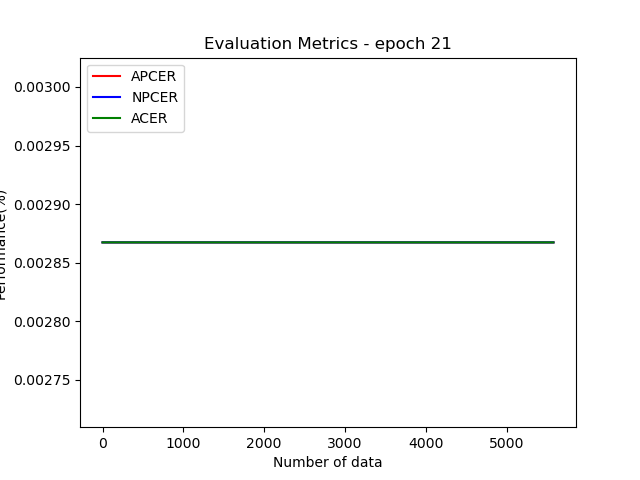 Evaluation Metrics - epoch 21
APCER
NPCER
ACER
0.00300
0.00295
0.00290
0.00285
0.00280
0.00275
Performance(%)
0 1000 2000 3000 4000 5000
Number of data